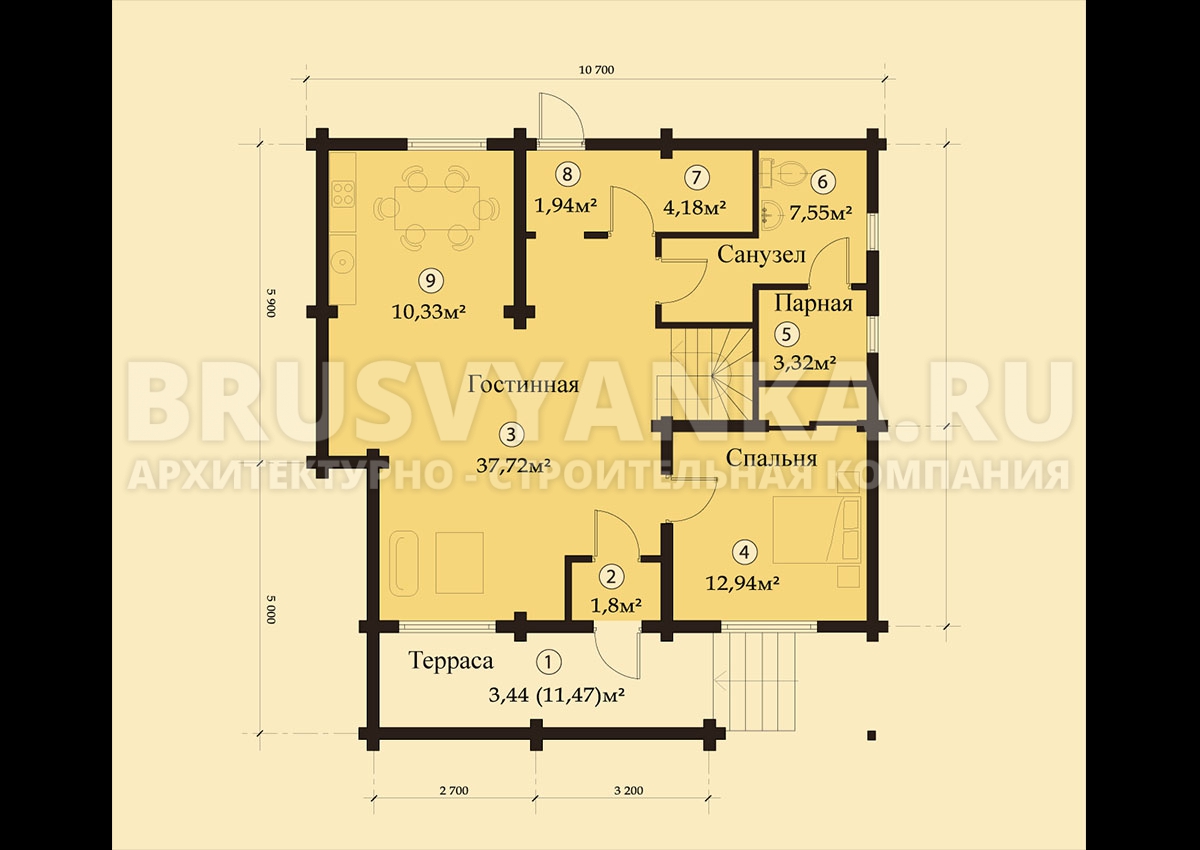 10 700
8
1,94м²
7
4,18м²
6
7,55м²
Санузел
9
10,33м²
5 900
Парная
5
3,32м²
BRUSVYANKA.RU
АРХИТЕКТУРНО - СТРОИТЕЛЬНАЯ КОМПАНИЯ
Гостинная
3
37,72м²
Спальня
4
12,94м²
2
1,8м²
5 000
Терраса
1
3,44 (11,47)м²
2 700
3 200